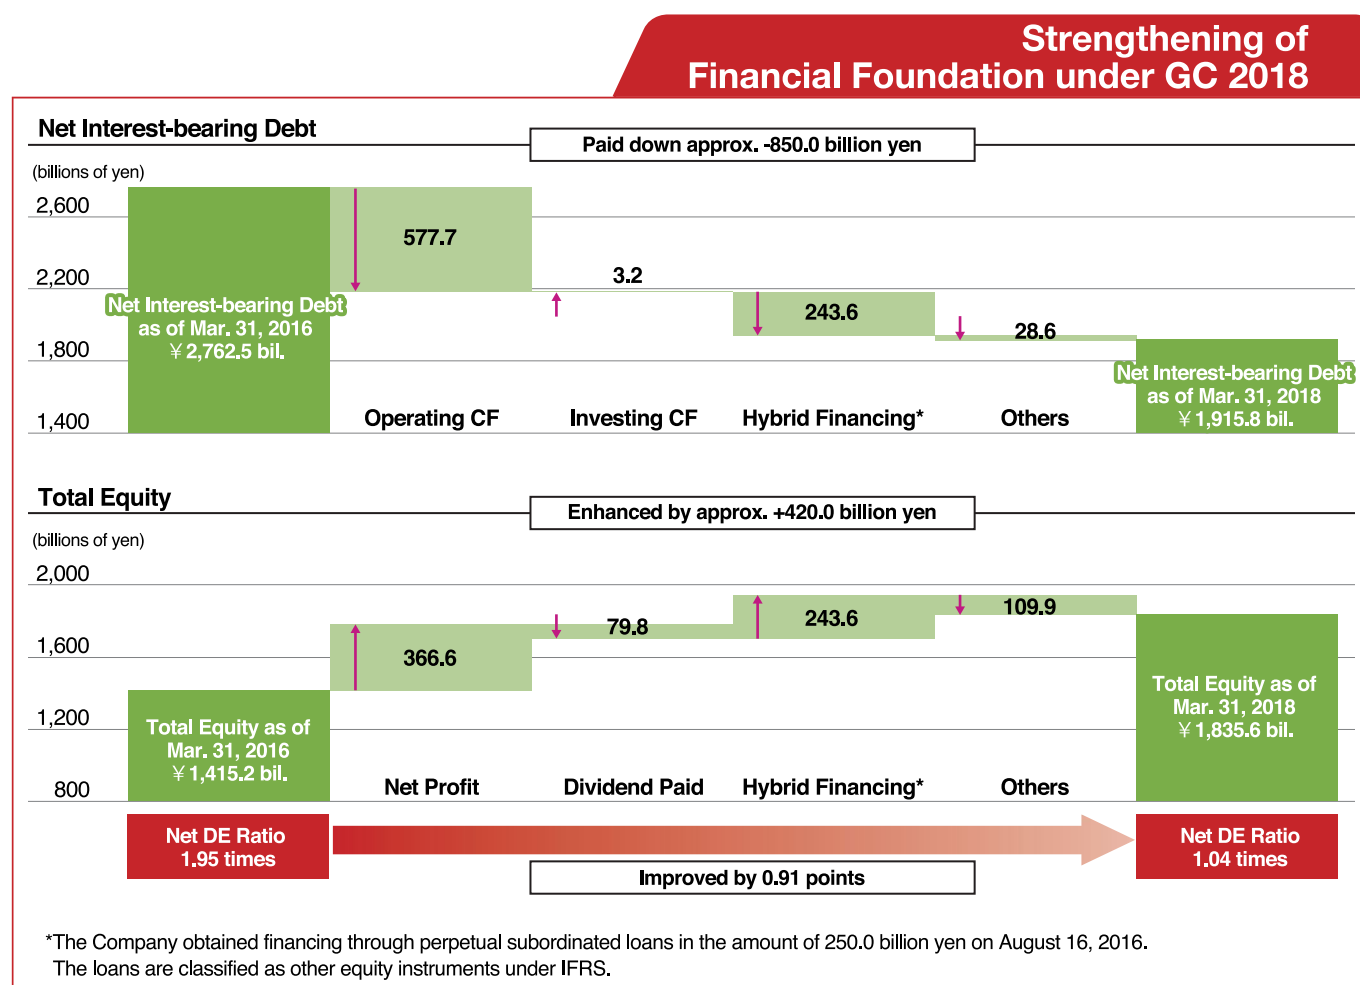 Strengthening of
Financial Foundation under GC 2018
Net Interest-bearing Debt
Paid down approx. -850.0 billion yen
(billions of yen)
2,600
2,200
1,800
1,400
577.7
3.2
243.6
28.6
Net Interest-bearing Debt
as of Mar. 31, 2016
¥ 2,762.5 bil.
Net Interest-bearing Debt
as of Mar. 31, 2018
¥ 1,915.8 bil.
Operating CF
Investing CF
Hybrid Financing*
Others
Total Equity
Enhanced by approx. +420.0 billion yen
(billions of yen)
2,000
1,600
1,200
800
366.6
79.8
243.6
109.9
Total Equity as of
Mar. 31, 2016
¥ 1,415.2 bil.
Total Equity as of
Mar. 31, 2018
¥ 1,835.6 bil.
Net Profit
Dividend Paid
Hybrid Financing*
Others
Net DE Ratio
1.95 times
Net DE Ratio
1.04 times
Improved by 0.91 points
*The Company obtained financing through perpetual subordinated loans in the amount of 250.0 billion yen on August 16, 2016.
The loans are classified as other equity instruments under IFRS.